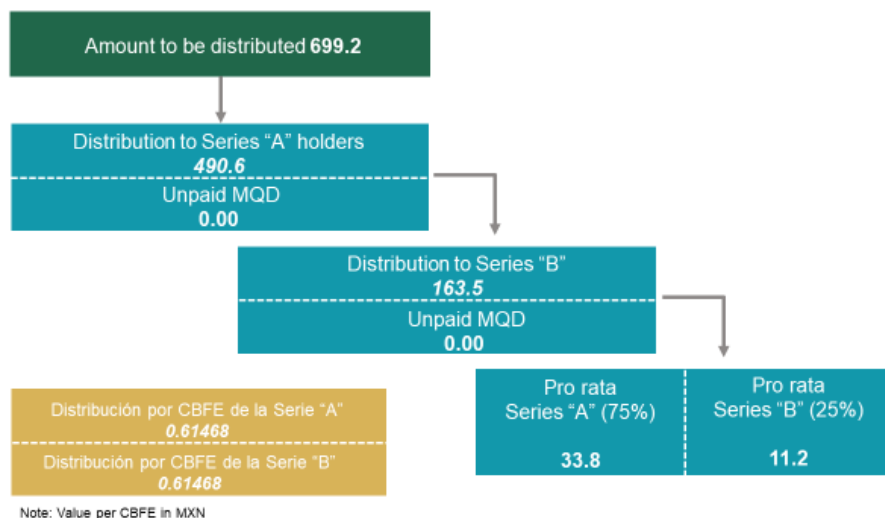 Amount to be distributed 699.2
Distribution to Series “A” holders
490.6
Unpaid MQD
0.00
Distribution to Series “B”
163.5
Unpaid MQD
0.00
Pro rata
Series “A” (75%)
33.8
Pro rata
Series “B” (25%)
11.2
Distribución por CBFE de la Serie “A”
0.61468
Distribución por CBFE de la Serie “B”
0.61468
Note: Value per CBFE in MXN